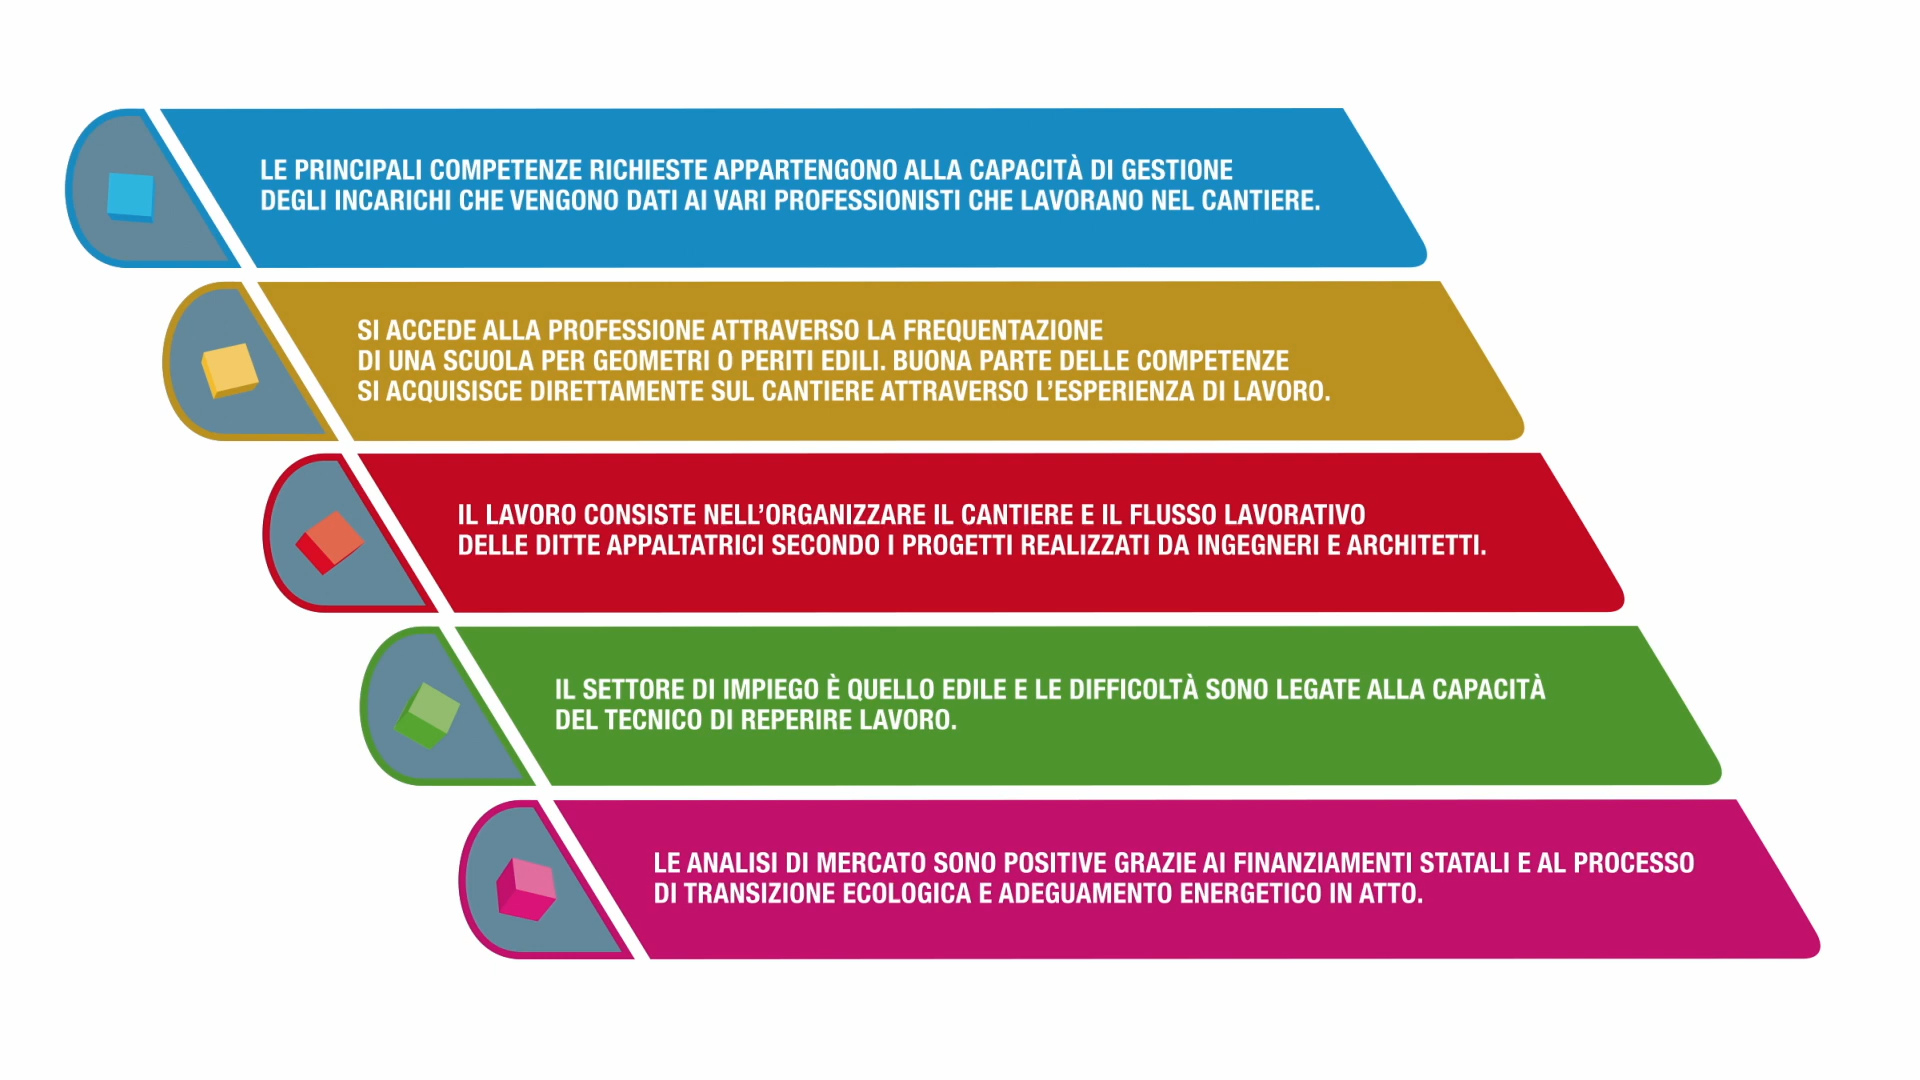 LE PRINCIPALI COMPETENZE RICHIESTE APPARTENGONO ALLA CAPACITÀ DI GESTIONE
DEGLI INCARICHI CHE VENGONO DATI AI VARI PROFESSIONISTI CHE LAVORANO NEL CANTIERE.
SI ACCEDE ALLA PROFESSIONE ATTRAVERSO LA FREQUENTAZIONE
DI UNA SCUOLA PER GEOMETRI O PERITI EDILI. BUONA PARTE DELLE COMPETENZE
SI ACQUISISCE DIRETTAMENTE SUL CANTIERE ATTRAVERSO L’ESPERIENZA DI LAVORO.
IL LAVORO CONSISTE NELL’ORGANIZZARE IL CANTIERE E IL FLUSSO LAVORATIVO
DELLE DITTE APPALTATRICI SECONDO I PROGETTI REALIZZATI DA INGEGNERI E ARCHITETTI.
IL SETTORE DI IMPIEGO È QUELLO EDILE E LE DIFFICOLTÀ SONO LEGATE ALLA CAPACITÀ
DEL TECNICO DI REPERIRE LAVORO.
LE ANALISI DI MERCATO SONO POSITIVE GRAZIE AI FINANZIAMENTI STATALI E AL PROCESSO
DI TRANSIZIONE ECOLOGICA E ADEGUAMENTO ENERGETICO IN ATTO.